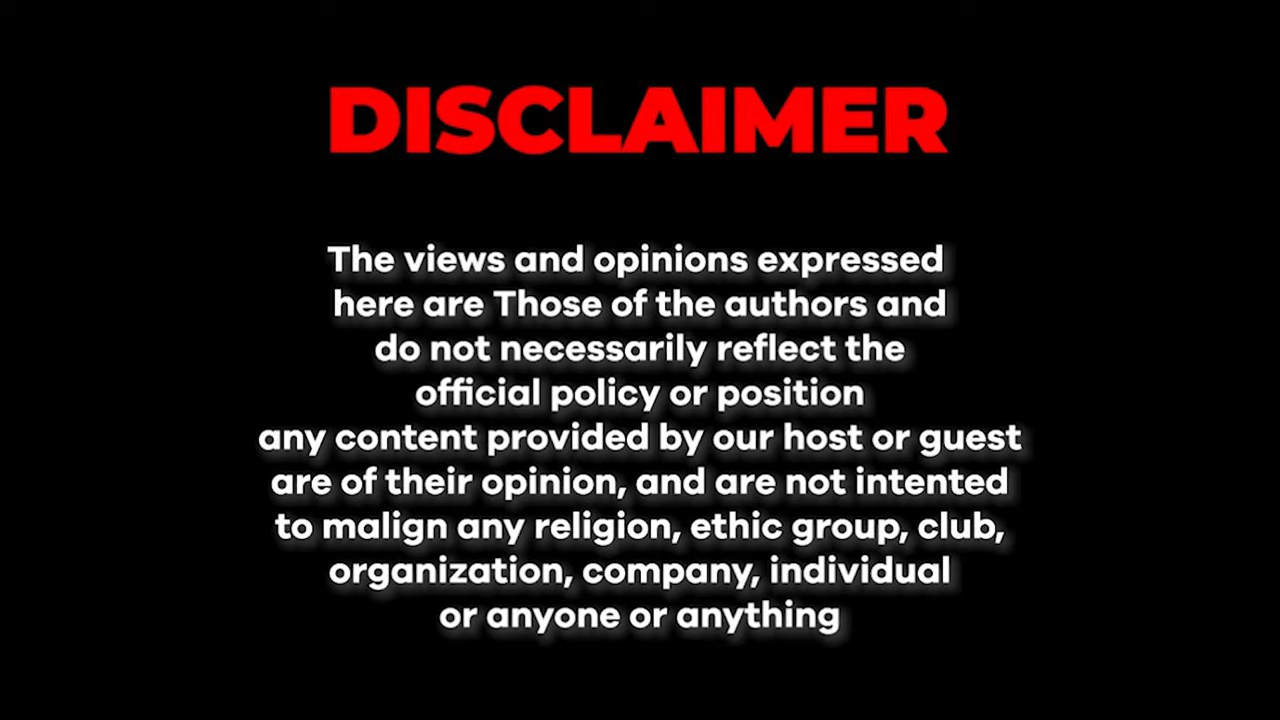 DISCLAIMER
The views and opinions expressed
here are Those of the authors and
do not necessarily reflect the
official policy or position
any content provided by our host or guest
are of their opinion, and are not intented
to malign any religion, ethic group, club,
organization, company, individual
or anyone or anything